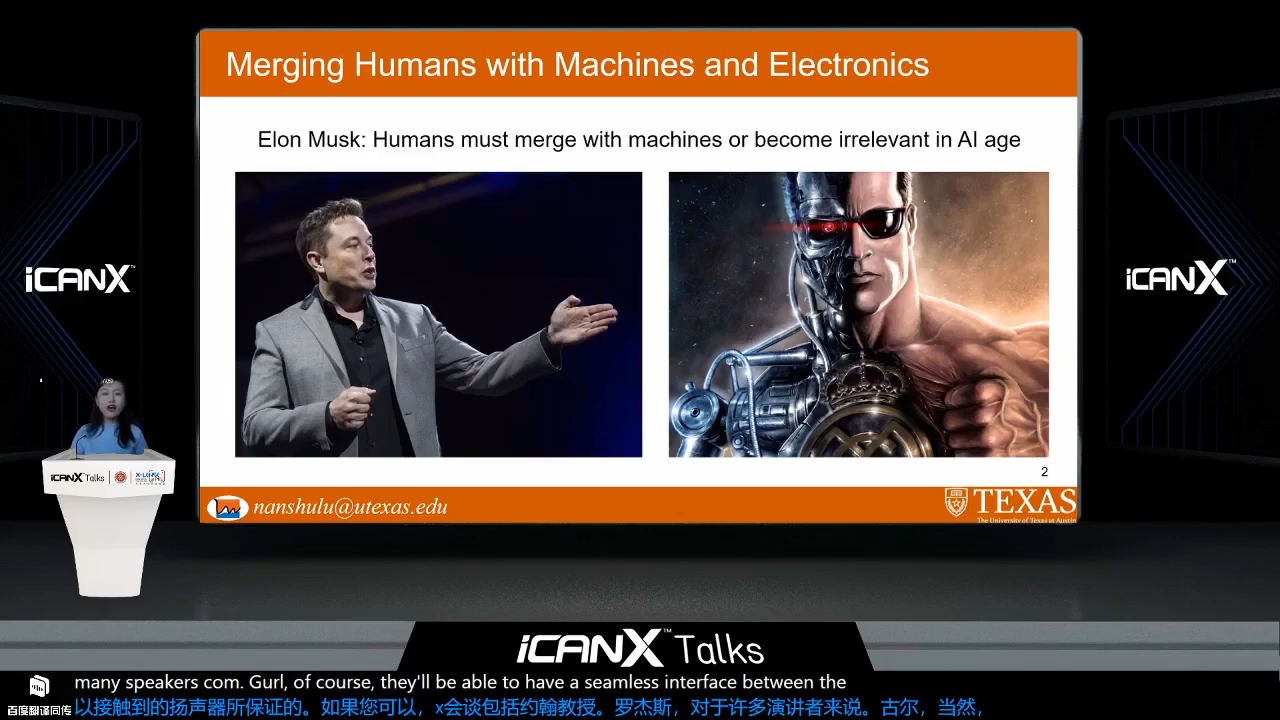 Merging Humans with Machines and Electronics
Elon Musk: Humans must merge with machines or become irrelevant in AI age
2
nanshulu@utexas.edu
TEXAS
The University of Texas at Austin
iCANX™
iCANX™
iCANX Talks
iCANX™ Talks
many speakers com. Gurl, of course, they'll be able to have a seamless interface between the
百度翻译同传
以接触到的扬声器所保证的。如果您可以，x会谈包括约翰教授。罗杰斯，对于许多演讲者来说。古尔，当然，